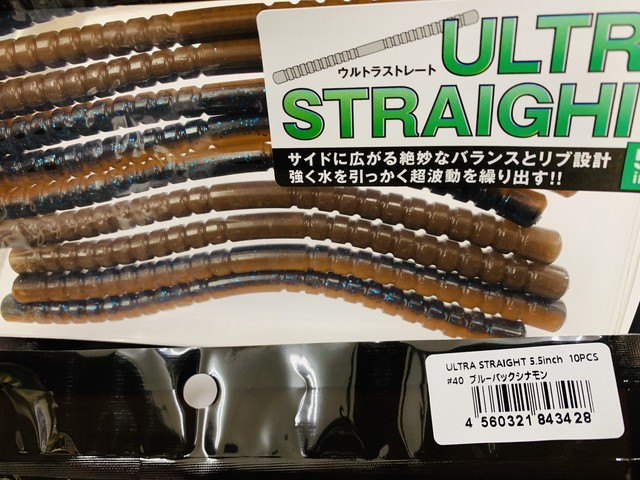 ULTR
ウルトラストレート
STRAIGH
サイドに広がる絶妙なバランスとリブ設計
強く水を引っかく超波動を繰り出す!!
ULTRA STRAIGHT 5.5inch 10PCS
#40 ブルーバックシナモン
4 560321 843428